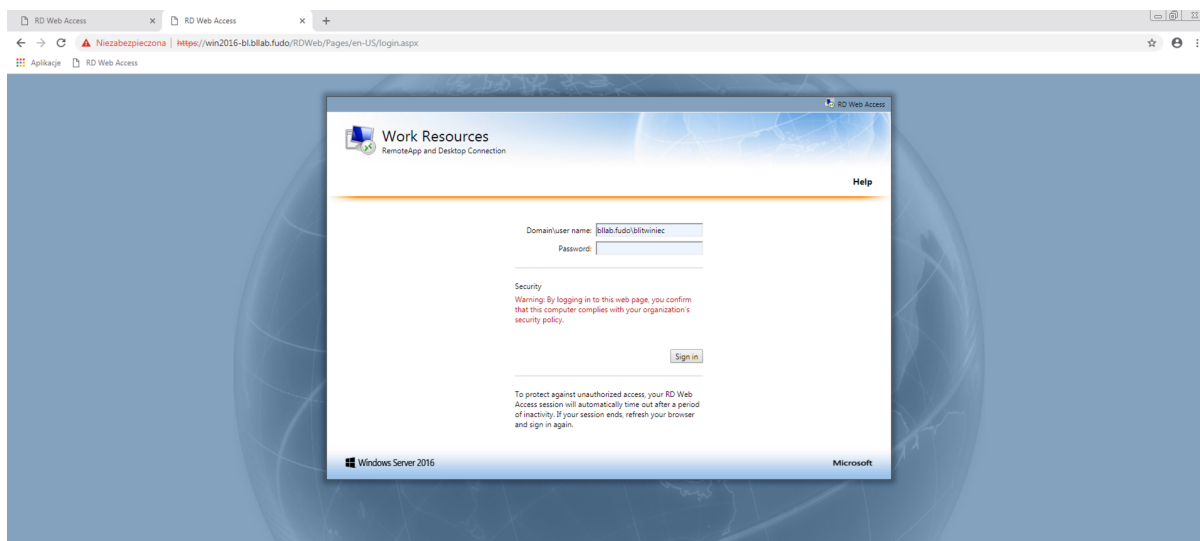 RD Web Access
RD Web Access
Niezabezpieczona https://win2016-bl.bllab.fudo/RDWeb/Pages/en-US/login.aspx
Aplikacje RD Web Access
RD Web Access
Work Resources
RemoteApp and Desktop Connection
Help
Domain\user name: bllab.fudo\blitwiniec
Password:
Security
Warning: By logging in to this web page, you confirm
that this computer complies with your organization's
security policy.
Sign in
To protect against unauthorized access, your RD Web
Access session will automatically time out after a period
of inactivity. If your session ends, refresh your browser
and sign in again.
Windows Server 2016
Microsoft